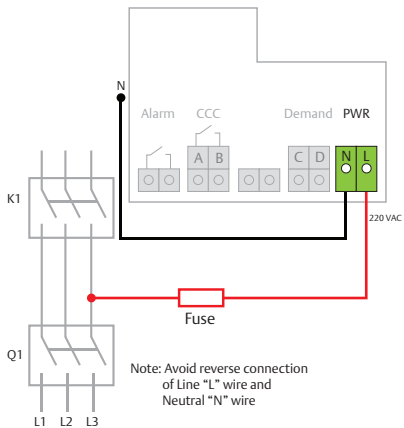 N
Alarm CCC Demand PWR
A B C D N L
K1
220 VAC
Fuse
Q1
Note: Avoid reverse connection
of Line “L” wire and
Neutral “N” wire
L1 L2 L3